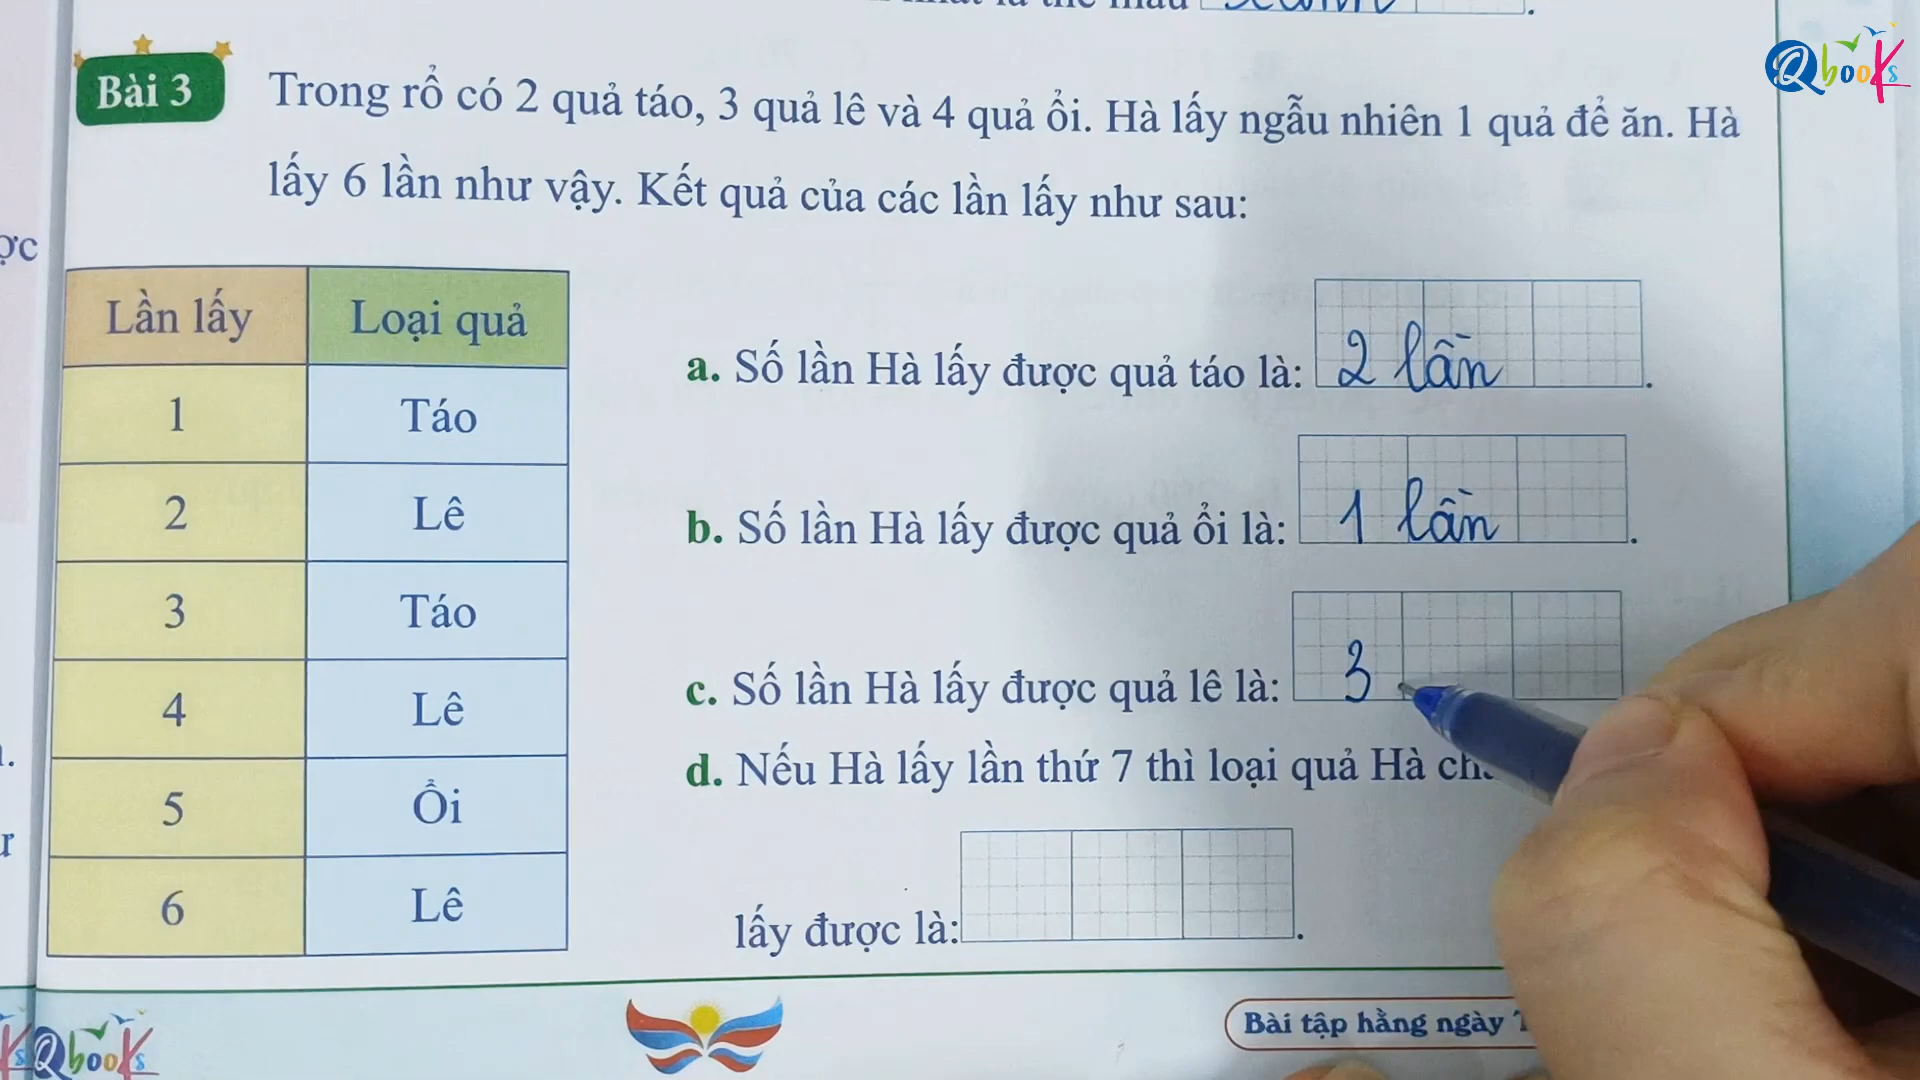 Qbooks
Bài 3
Trong rổ có 2 quả táo, 3 quả lê và 4 quả ổi. Hà lấy ngẫu nhiên 1 quả để ăn. Hà
lấy 6 lần như vậy. Kết quả của các lần lấy như sau:
ợc
Lần lấy Loại quả
1 Táo
2 Lê
3 Táo
4 Lê
5 Ổi
6 Lê
a. Số lần Hà lấy được quả táo là: 2 lần.
b. Số lần Hà lấy được quả ổi là: 1 lần.
c. Số lần Hà lấy được quả lê là: 3
d. Nếu Hà lấy lần thứ 7 thì loại quả Hà
lấy được là: .
Bài tập hằng ngày
Qbooks